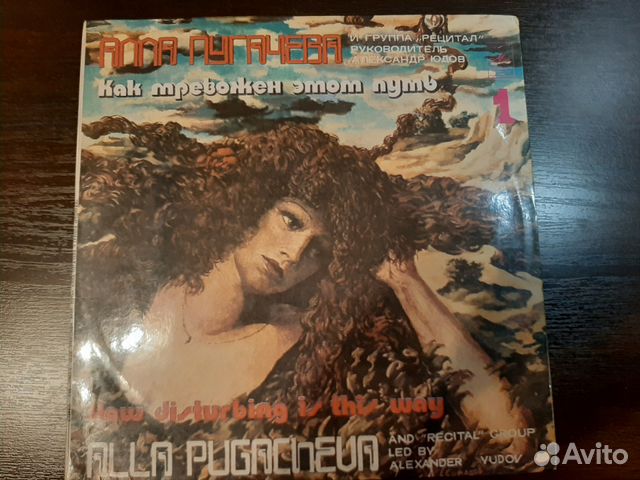 АЛЛА ПУГАЧЕВА
И ГРУППА „РЕЦИТАЛ"
РУКОВОДИТЕЛЬ
АЛЕКСАНДР ЮДОВ
Как тревожен этот путь
1
How disturbing is this way
ALLA PUGACHEVA
AND "RECITAL" GROUP
LED BY
ALEXANDER YUDOV
Avito